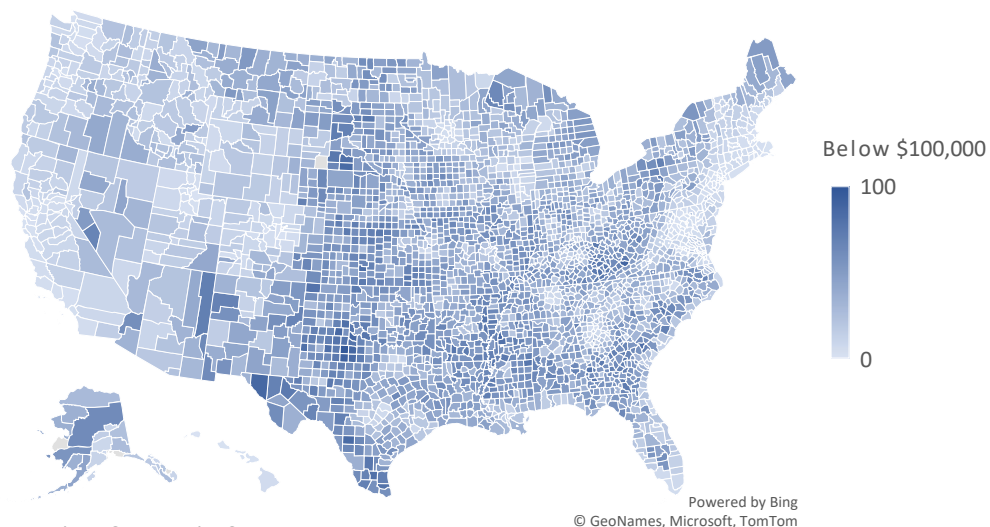 Below $100,000
100
0
Powered by Bing
© GeoNames, Microsoft, TomTom